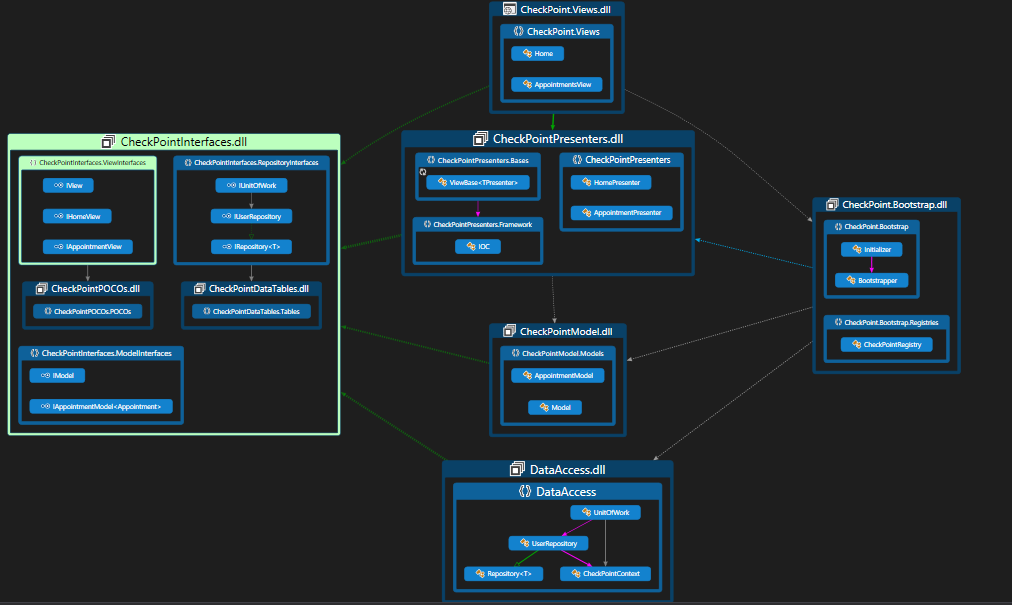 CheckPoint.Views.dll
CheckPoint.Views
Home
AppointmentsView
CheckPointInterfaces.dll
CheckPointInterfaces.ViewInterfaces
IView
IHomeView
IAppointmentView
CheckPointInterfaces.RepositoryInterfaces
IUnitOfWork
IUserRepository
IRepository<T>
CheckPointPOCOs.dll
CheckPointPOCOs.POCOs
CheckPointDataTables.dll
CheckPointDataTables.Tables
CheckPointInterfaces.ModelInterfaces
IModel
IAppointmentModel<Appointment>
CheckPointPresenters.dll
CheckPointPresenters.Bases
ViewBase<TPresenter>
CheckPointPresenters.Framework
IOC
CheckPointPresenters
HomePresenter
AppointmentPresenter
CheckPointModel.dll
CheckPointModel.Models
AppointmentModel
Model
CheckPoint.Bootstrap.dll
CheckPoint.Bootstrap
Initializer
Bootstrapper
CheckPoint.Bootstrap.Registries
CheckPointRegistry
DataAccess.dll
DataAccess
UnitOfWork
UserRepository
Repository<T>
CheckPointContext